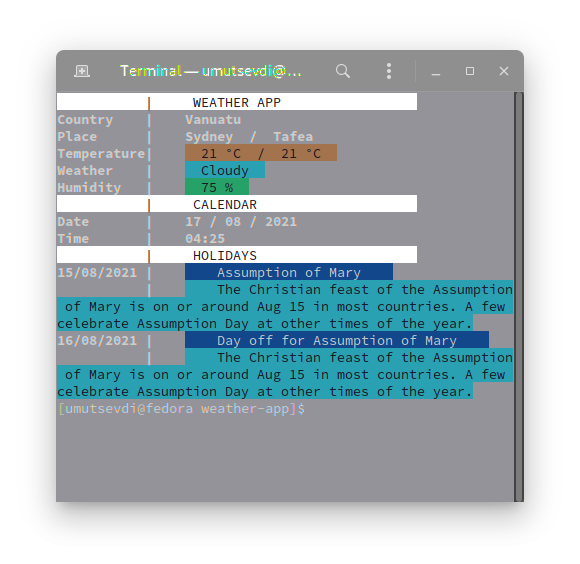 Terminal — umutsevdi@...
| WEATHER APP
Country | Vanuatu
Place | Sydney / Tafea
Temperature| 21 °C / 21 °C
Weather | Cloudy
Humidity | 75 %
| CALENDAR
Date | 17 / 08 / 2021
Time | 04:25
| HOLIDAYS
15/08/2021 | Assumption of Mary
| The Christian feast of the Assumption
of Mary is on or around Aug 15 in most countries. A few
celebrate Assumption Day at other times of the year.
16/08/2021 | Day off for Assumption of Mary
| The Christian feast of the Assumption
of Mary is on or around Aug 15 in most countries. A few
celebrate Assumption Day at other times of the year.
[umutsevdi@fedora weather-app]$